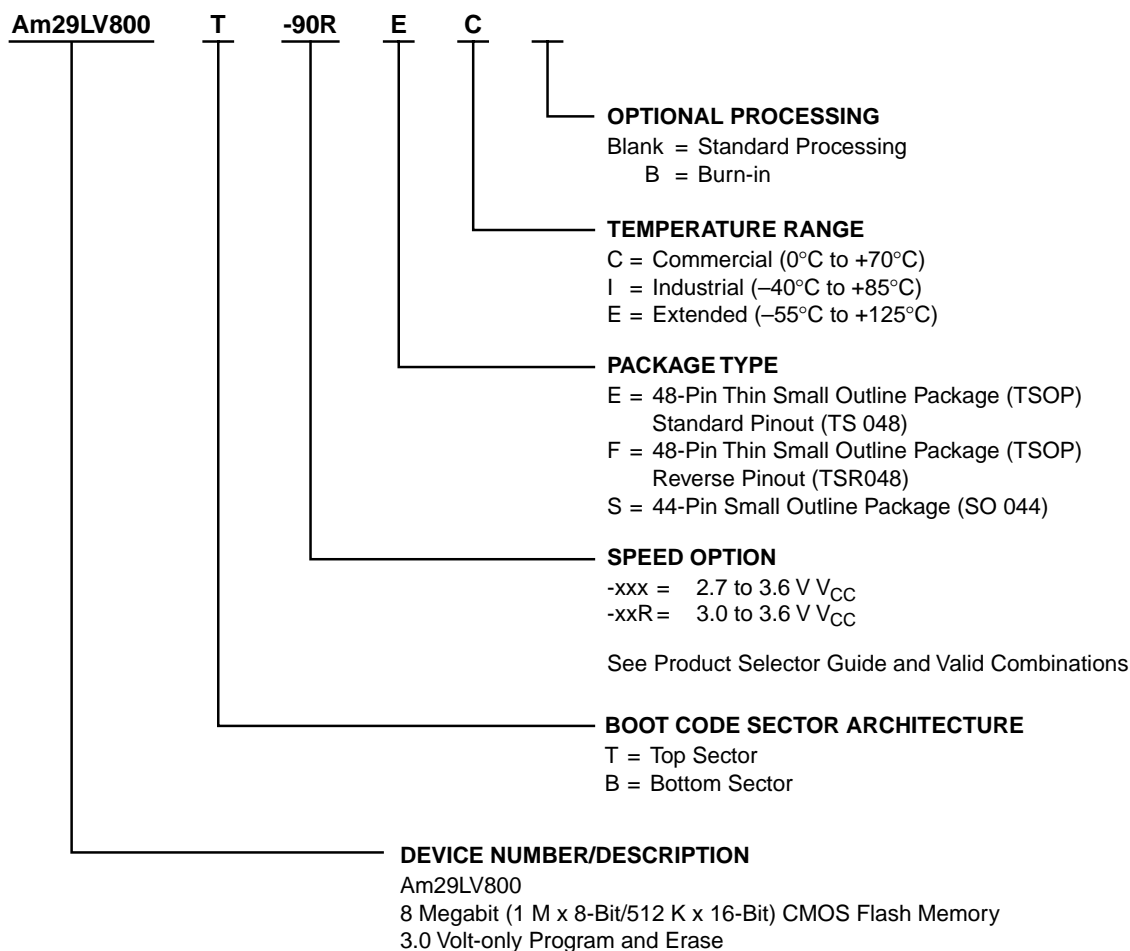 Am29LV800 T -90R E C
OPTIONAL PROCESSING
Blank = Standard Processing
B = Burn-in
TEMPERATURE RANGE
C = Commercial (0°C to +70°C)
I = Industrial (–40°C to +85°C)
E = Extended (–55°C to +125°C)
PACKAGE TYPE
E = 48-Pin Thin Small Outline Package (TSOP)
Standard Pinout (TS 048)
F = 48-Pin Thin Small Outline Package (TSOP)
Reverse Pinout (TSR048)
S = 44-Pin Small Outline Package (SO 044)
SPEED OPTION
-xxx = 2.7 to 3.6 V VCC
-xxR = 3.0 to 3.6 V VCC
See Product Selector Guide and Valid Combinations
BOOT CODE SECTOR ARCHITECTURE
T = Top Sector
B = Bottom Sector
DEVICE NUMBER/DESCRIPTION
Am29LV800
8 Megabit (1 M x 8-Bit/512 K x 16-Bit) CMOS Flash Memory
3.0 Volt-only Program and Erase